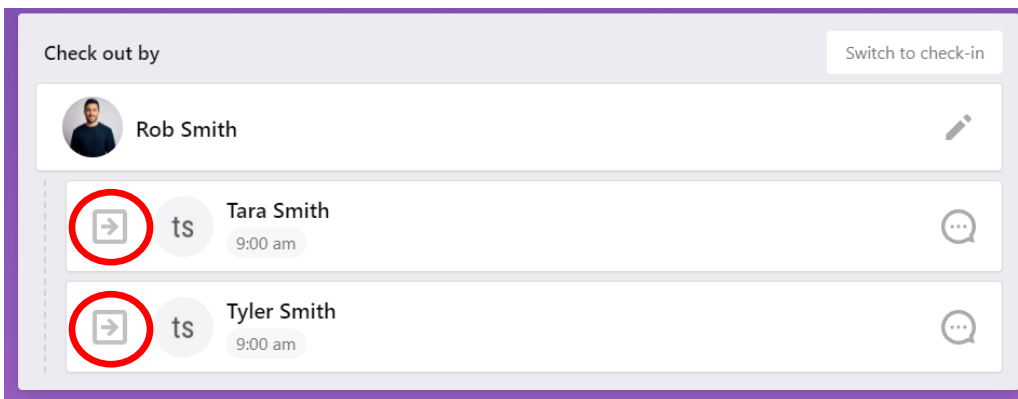 Check out by
Switch to check-in
Rob Smith
ts
Tara Smith
9:00 am
ts
Tyler Smith
9:00 am